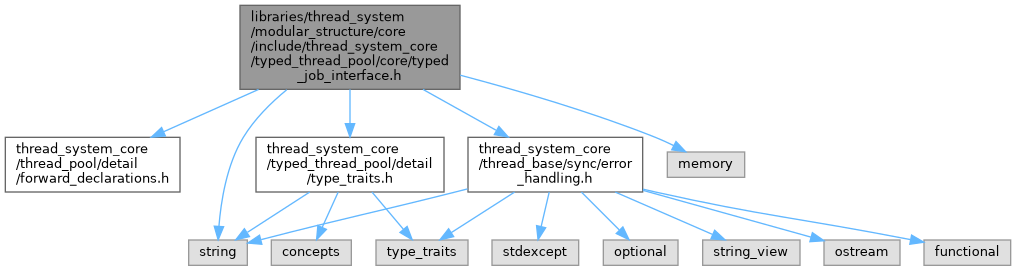 libraries/thread_system
/modular_structure/core
/include/thread_system_core
/typed_thread_pool/core/typed
_job_interface.h
thread_system_core
/thread_pool/detail
/forward_declarations.h
thread_system_core
/typed_thread_pool/detail
/type_traits.h
thread_system_core
/thread_base/sync/error
_handling.h
memory
string
concepts
type_traits
stdexcept
optional
string_view
ostream
functional